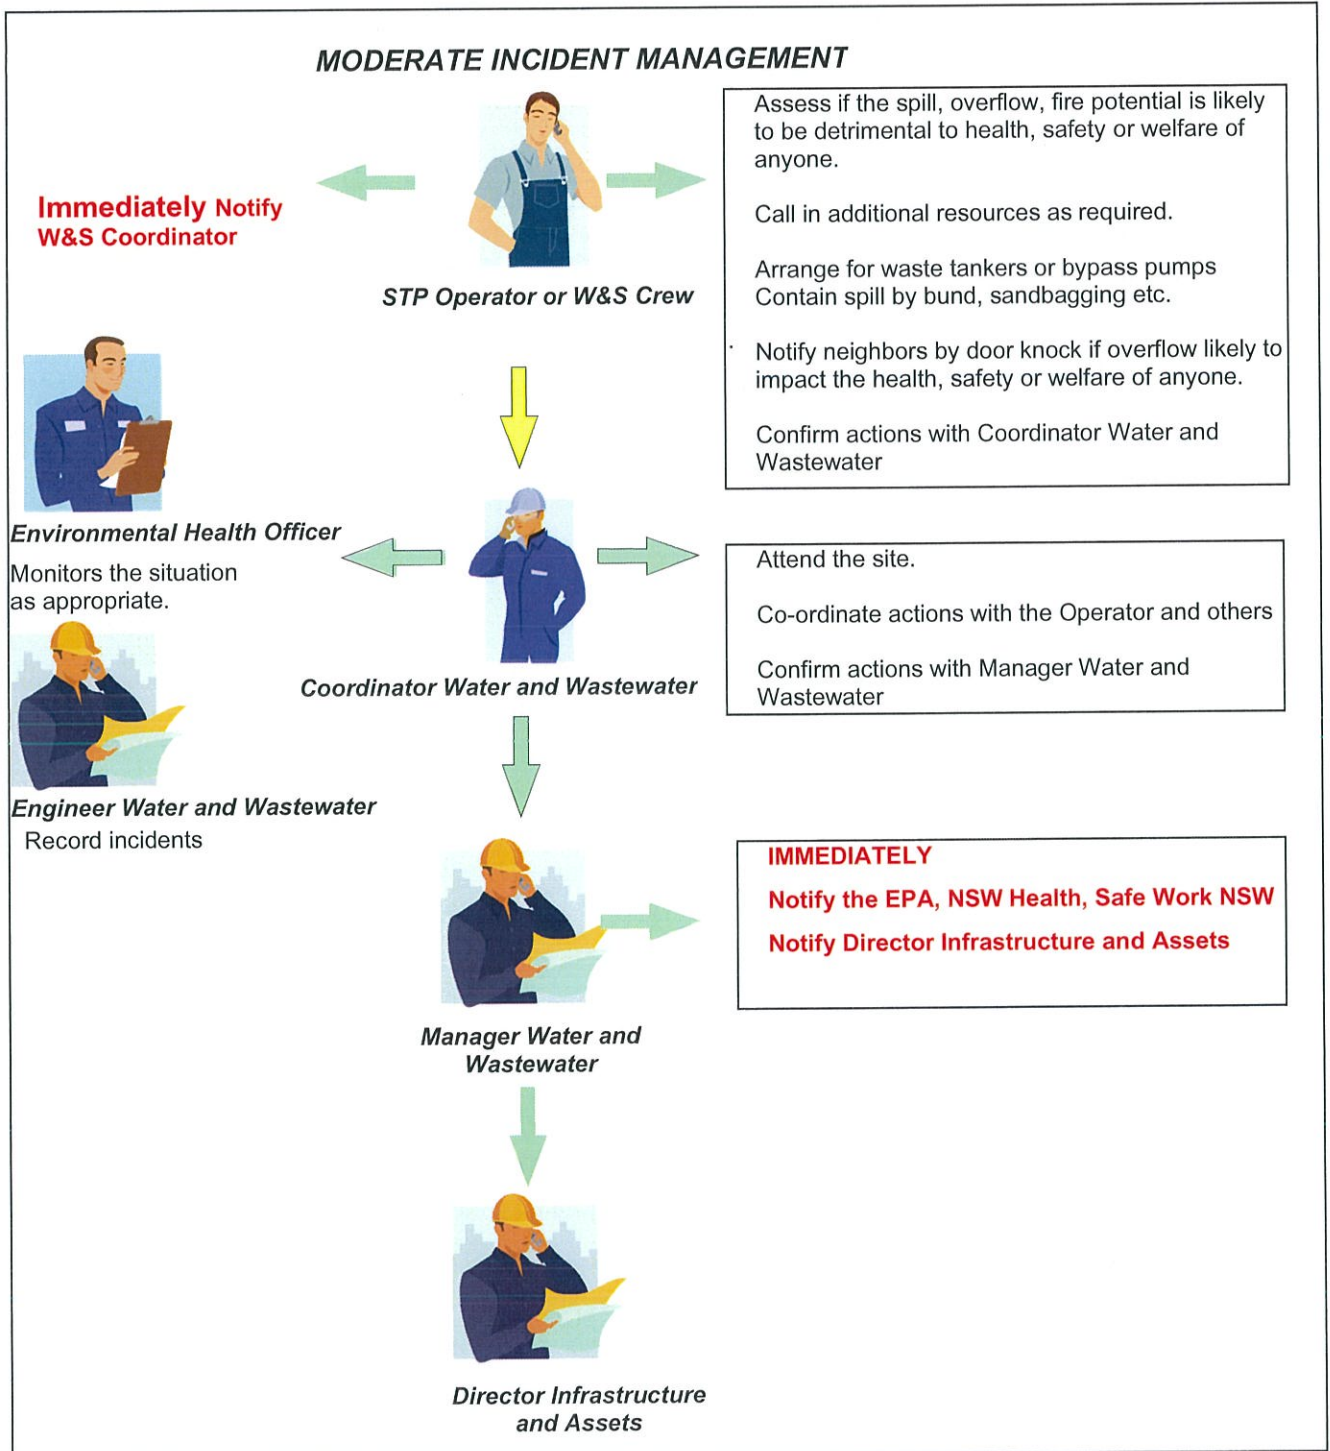 MODERATE INCIDENT MANAGEMENT
Immediately Notify
W&S Coordinator
STP Operator or W&S Crew
Assess if the spill, overflow, fire potential is likely
to be detrimental to health, safety or welfare of
anyone.
Call in additional resources as required.
Arrange for waste tankers or bypass pumps
Contain spill by bund, sandbagging etc.
Notify neighbors by door knock if overflow likely to
impact the health, safety or welfare of anyone.
Confirm actions with Coordinator Water and
Wastewater
Environmental Health Officer
Monitors the situation
as appropriate.
Engineer Water and Wastewater
Record incidents
Coordinator Water and Wastewater
Attend the site.
Co-ordinate actions with the Operator and others
Confirm actions with Manager Water and
Wastewater
Manager Water and
Wastewater
IMMEDIATELY
Notify the EPA, NSW Health, Safe Work NSW
Notify Director Infrastructure and Assets
Director Infrastructure
and Assets